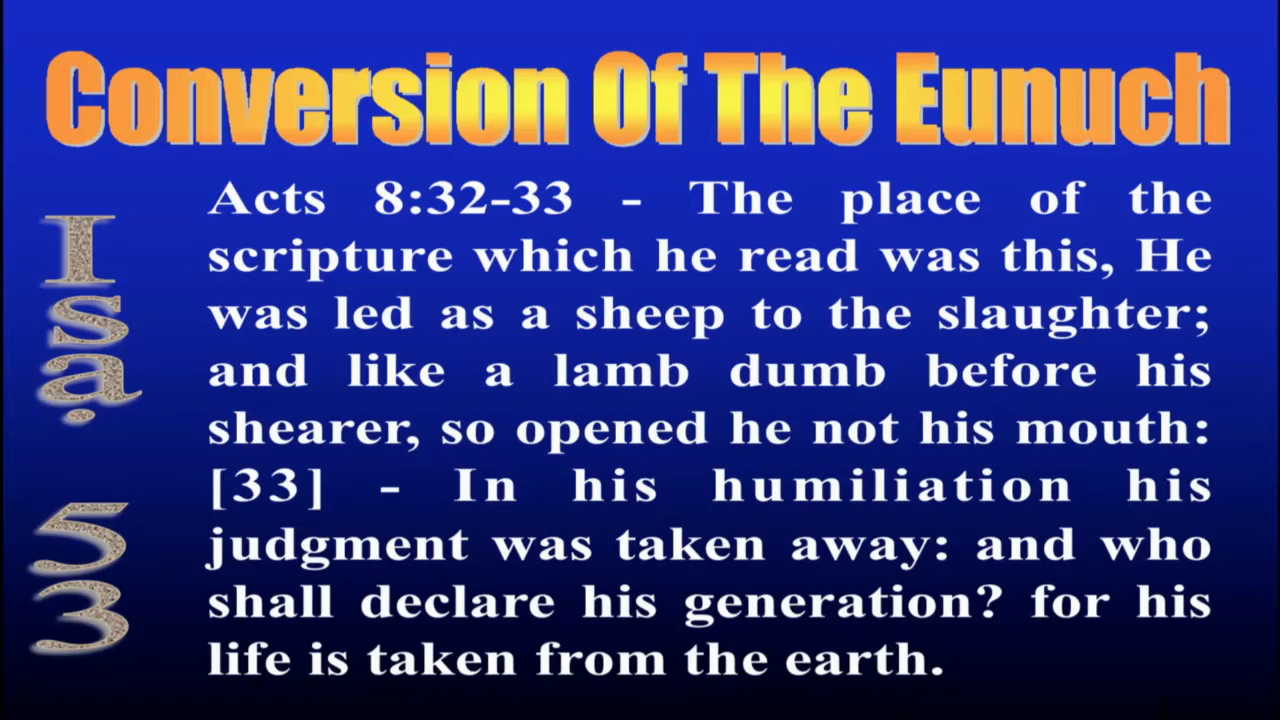 Conversion Of The Eunuch
Isa. 53
Acts 8:32-33 - The place of the
scripture which he read was this, He
was led as a sheep to the slaughter;
and like a lamb dumb before his
shearer, so opened he not his mouth:
[33] - In his humiliation his
judgment was taken away: and who
shall declare his generation? for his
life is taken from the earth.